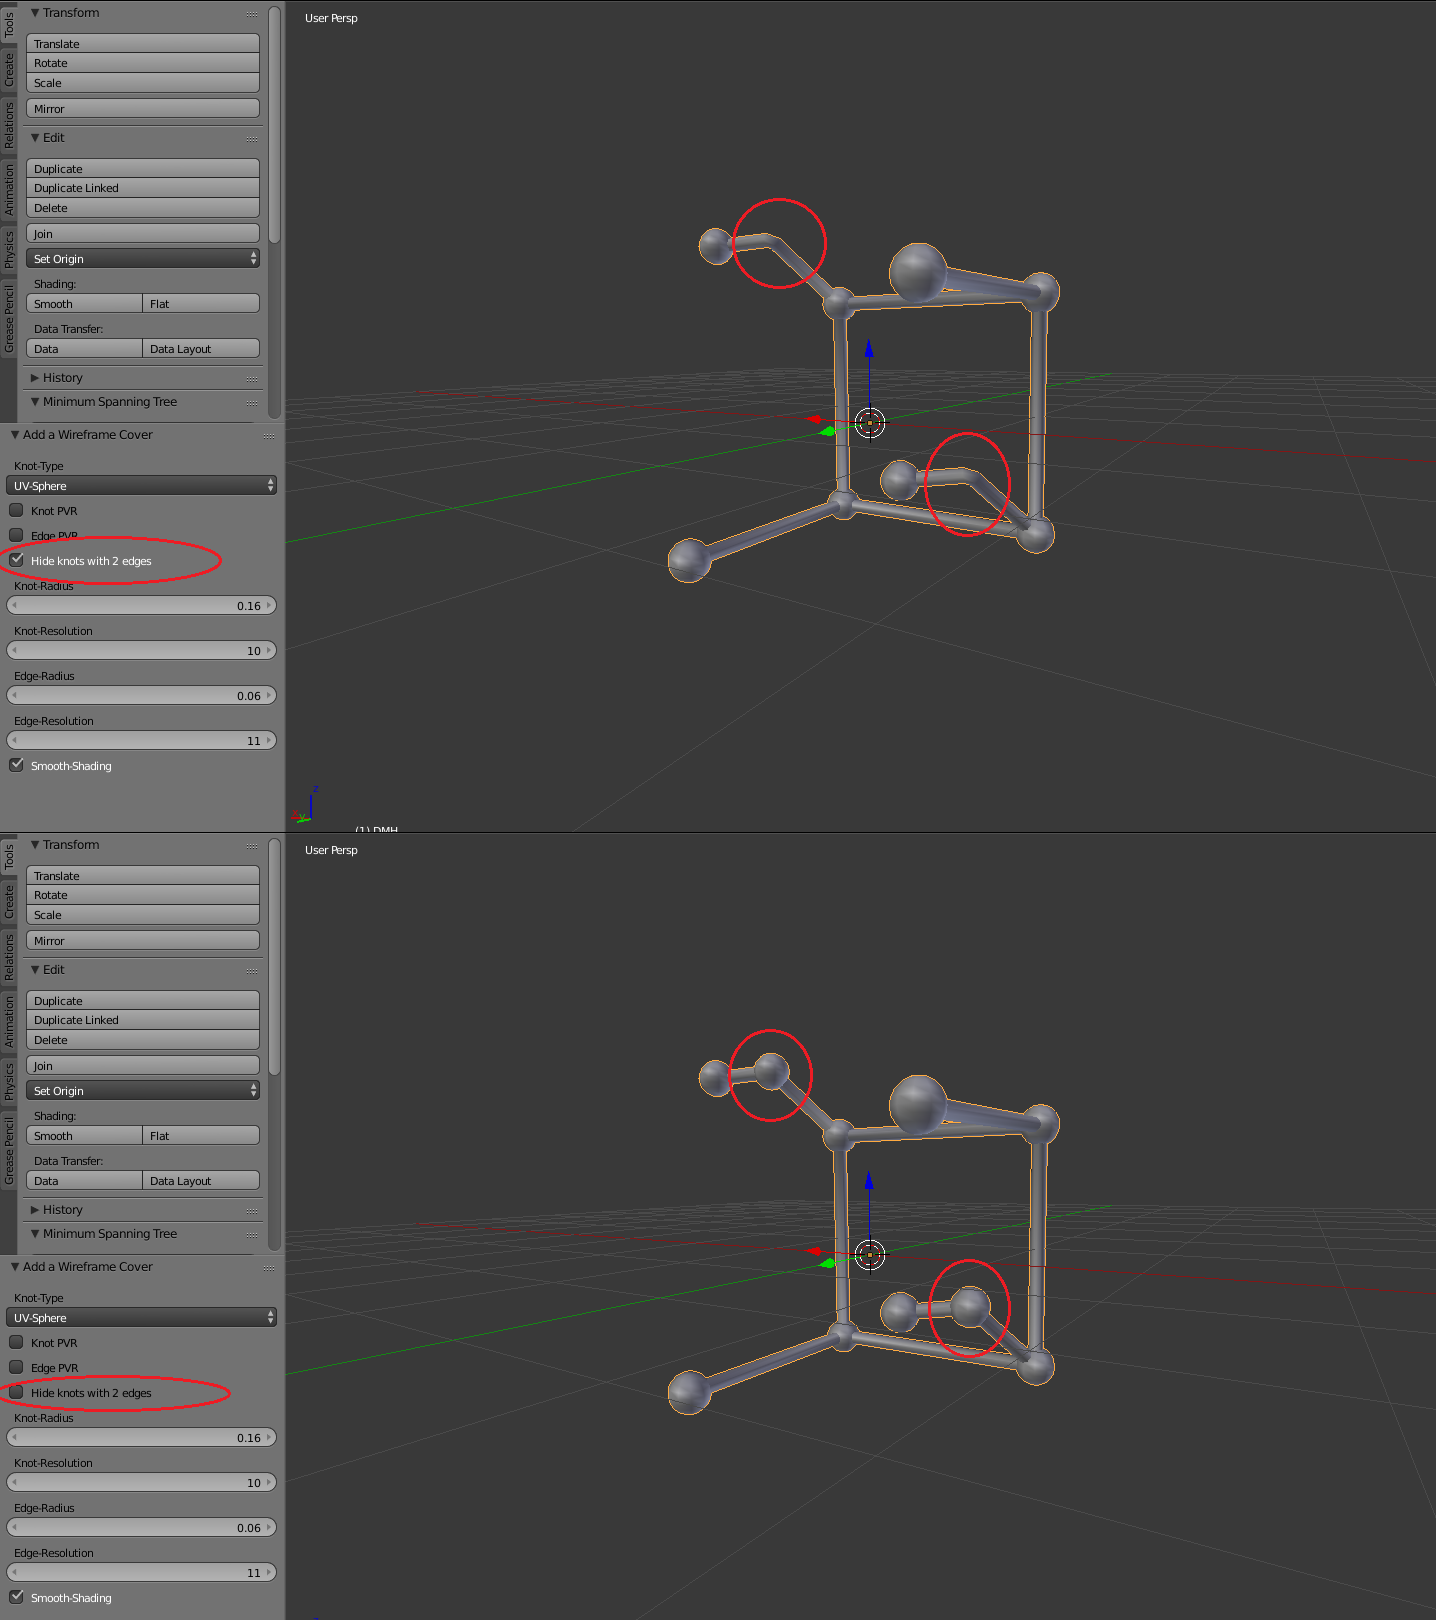 Tools
Create
Relations
Animation
Physics
Grease Pencil
Transform
Translate
Rotate
Scale
Mirror
Edit
Duplicate
Duplicate Linked
Delete
Join
Set Origin
Shading:
Smooth Flat
Data Transfer:
Data Data Layout
History
Minimum Spanning Tree
Add a Wireframe Cover
Knot-Type
UV-Sphere
Knot PVR
Edge PVR
Hide knots with 2 edges
Knot-Radius
0.16
Knot-Resolution
10
Edge-Radius
0.06
Edge-Resolution
11
Smooth-Shading
User Persp
z
y
(1) DMH
Tools
Create
Relations
Animation
Physics
Grease Pencil
Transform
Translate
Rotate
Scale
Mirror
Edit
Duplicate
Duplicate Linked
Delete
Join
Set Origin
Shading:
Smooth Flat
Data Transfer:
Data Data Layout
History
Minimum Spanning Tree
Add a Wireframe Cover
Knot-Type
UV-Sphere
Knot PVR
Edge PVR
Hide knots with 2 edges
Knot-Radius
0.16
Knot-Resolution
10
Edge-Radius
0.06
Edge-Resolution
11
Smooth-Shading
User Persp